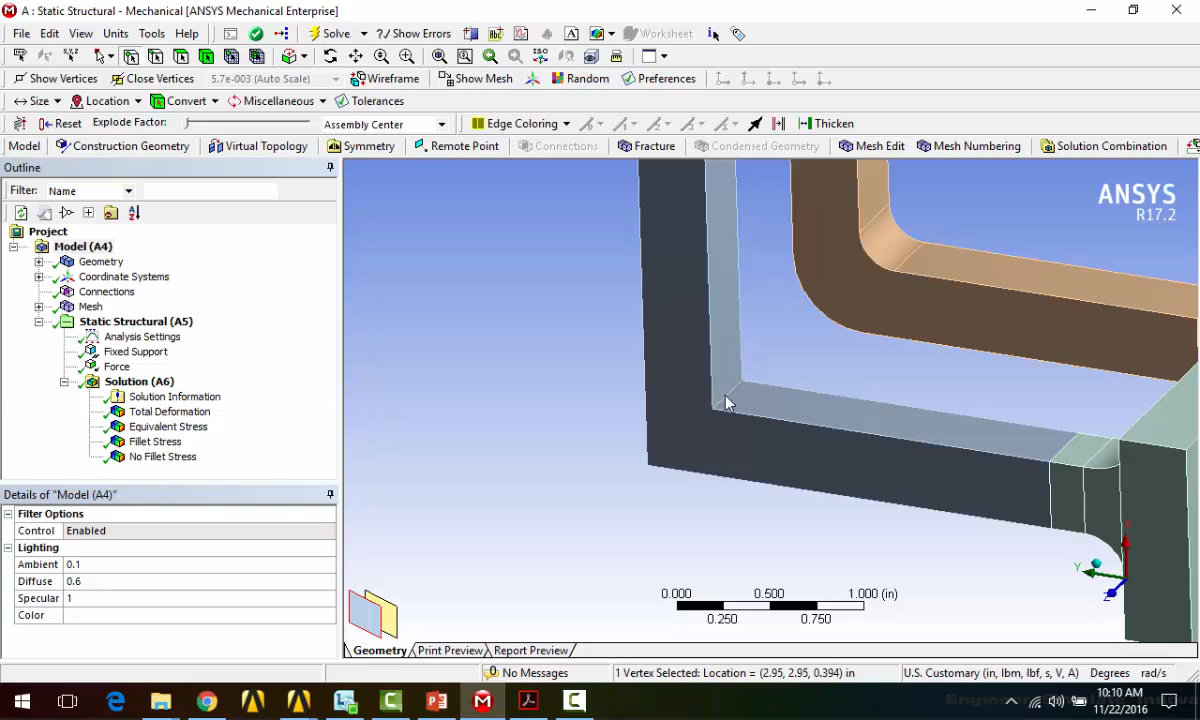 A : Static Structural - Mechanical [ANSYS Mechanical Enterprise]
File Edit View Units Tools Help Solve ?/ Show Errors Worksheet
Show Vertices Close Vertices 5.7e-003 (Auto Scale) Wireframe Show Mesh Random Preferences
Size Location Convert Miscellaneous Tolerances
Reset Explode Factor: Assembly Center Edge Coloring Thicken
Model Construction Geometry Virtual Topology Symmetry Remote Point Connections Fracture Condensed Geometry Mesh Edit Mesh Numbering Solution Combination
Outline
Filter: Name
Project
Model (A4)
Geometry
Coordinate Systems
Connections
Mesh
Static Structural (A5)
Analysis Settings
Fixed Support
Force
Solution (A6)
Solution Information
Total Deformation
Equivalent Stress
Fillet Stress
No Fillet Stress
Details of "Model (A4)"
Filter Options
Control Enabled
Lighting
Ambient 0.1
Diffuse 0.6
Specular 1
Color
ANSYS
R17.2
X
Y
Z
0.000 0.500 1.000 (in)
0.250 0.750
Geometry Print Preview Report Preview
No Messages 1 Vertex Selected: Location = (2.95, 2.95, 0.394) in U.S. Customary (in, lbm, lbf, s, V, A) Degrees rad/s
10:10 AM
11/22/2016